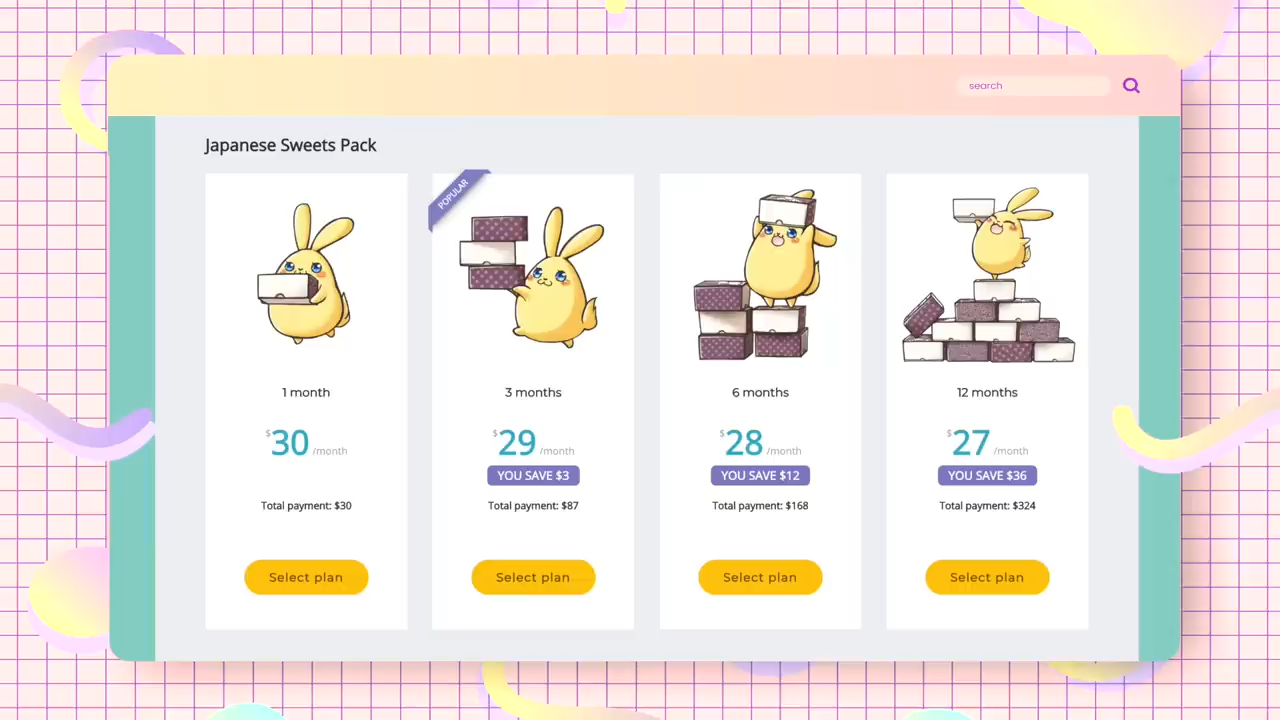 search
Japanese Sweets Pack
POPULAR
1 month
$30 /month
Total payment: $30
Select plan
3 months
$29 /month
YOU SAVE $3
Total payment: $87
Select plan
6 months
$28 /month
YOU SAVE $12
Total payment: $168
Select plan
12 months
$27 /month
YOU SAVE $36
Total payment: $324
Select plan